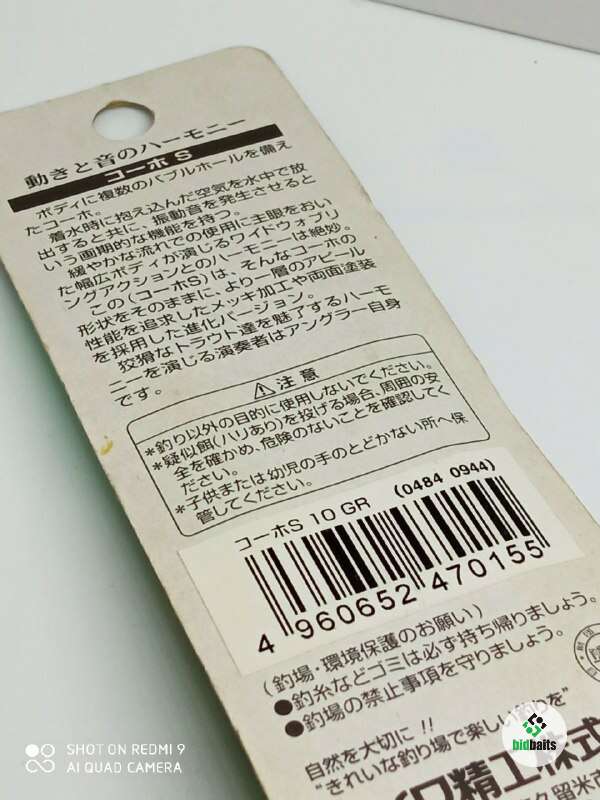 動きと音のハーモニー
コーホS
ボディに複数のバブルホールを備え
たコーホ。
着水時に抱え込んだ空気を水中で放
出すると共に、振動音を発生させると
いう画期的な機能を持つ。
緩やかな流れでの使用に主眼をおい
た幅広ボディが演じるワイドウォブリ
ングアクションとのハーモニーは絶妙。
この(コーホS)は、そんなコーホの
形状をそのままに、より一層のアピール
性能を追求したメッキ加工や両面塗装
を採用した進化バージョン。
狡猾なトラウト達を魅了するハーモ
ニーを演じる演奏者はアングラー自身
です。
⚠注意
*釣り以外の目的に使用しないでください。
*疑似餌(ハリあり)を投げる場合、周囲の安
全を確かめ、危険のないことを確認してく
ださい。
*子供または幼児の手のとどかない所へ保
管してください。
コーホS 10 GR (0484 0944)
4 960652 470155
(釣場・環境保護のお願い)
●釣糸などゴミは必ず持ち帰りましょう。
●釣場の禁止事項を守りましょう。
自然を大切に!!
"きれいな釣り場で楽しい
精工株式
久留米市
bidbaits
SHOT ON REDMI 9
AI QUAD CAMERA